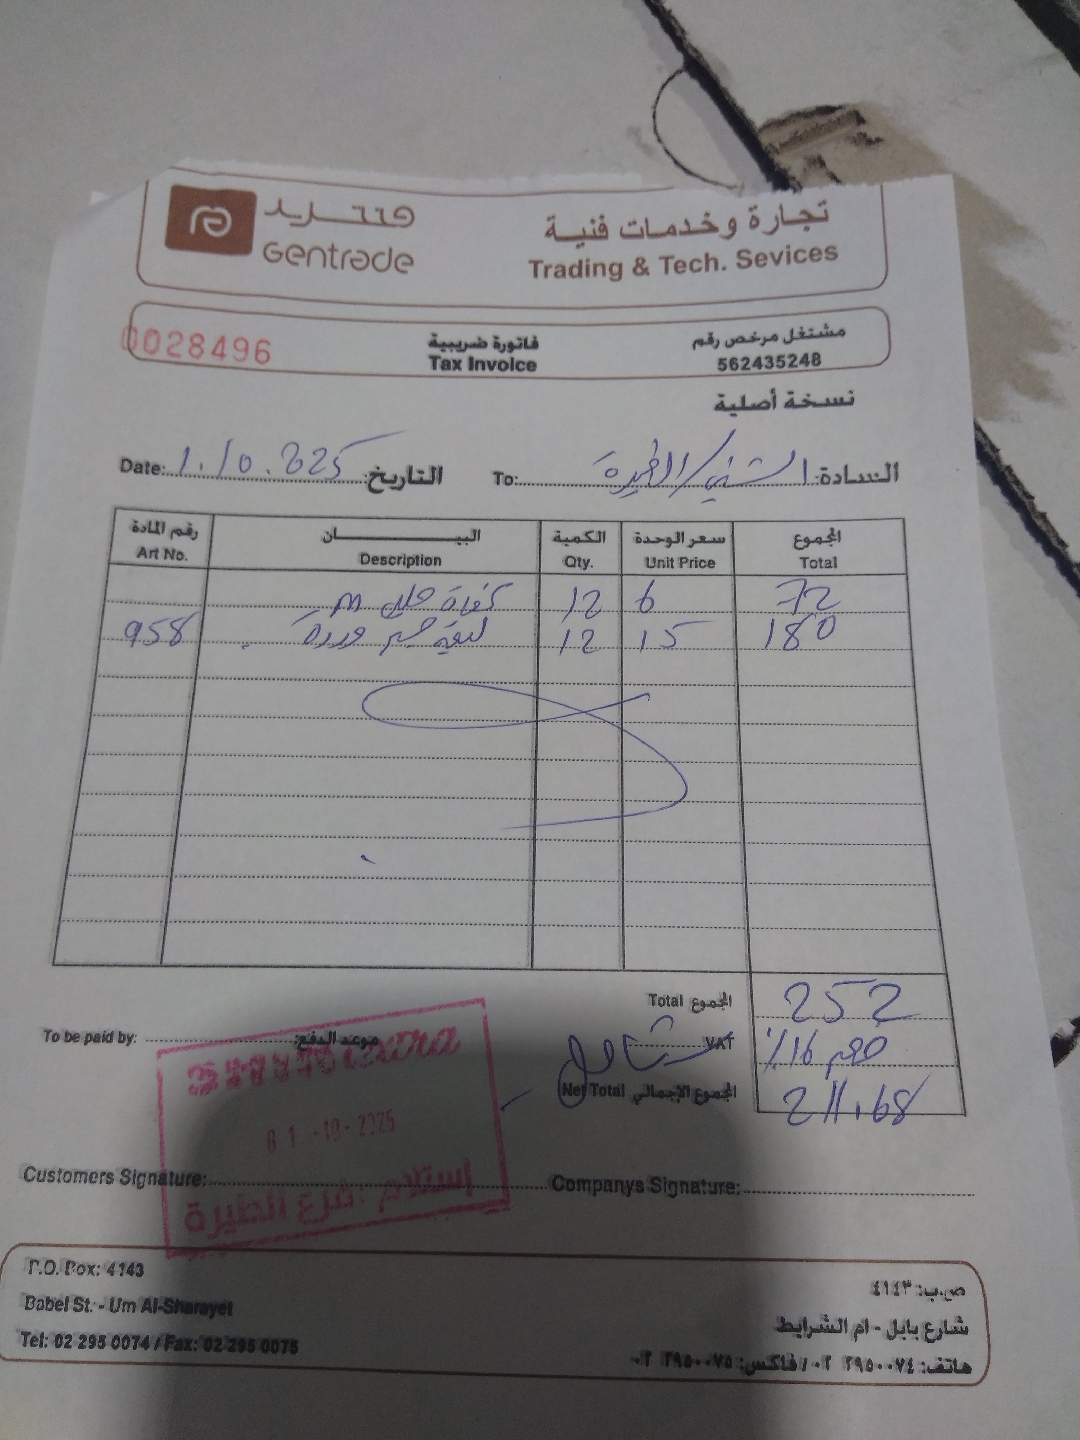 جنتريد
Gentrade
تجارة وخدمات فنية
Trading & Tech. Sevices
0028496
فاتورة ضريبية
Tax Invoice
مشتغل مرخص رقم
562435248
نسخة أصلية
Date: 1.10.2025 التاريخ:
To: السادة: الشني/الطيرة
رقم المادة البيـــــان الكمية سعر الوحدة المجموع
Art No. Description Qty. Unit Price Total
m 12 6 72
958 12 15 180
Total المجموع 252
To be paid by: موعد الدفع:
VAT خصم 16%
Net Total المجموع الإجمالي 211.68
01-10-2025
استلام: فرع الطيرة
Customers Signature: Companys Signature:
P.O. Box: 4143
Babel St. - Um Al-Sharayet
Tel: 02 295 0074 / Fax: 02 295 0075
ص.ب: ٤١٤٣
شارع بابل - ام الشرايط
هاتف: ٢٩٥٠٠٧٤ ٠٢ / فاكس: ٢٩٥٠٠٧٥ ٠٢